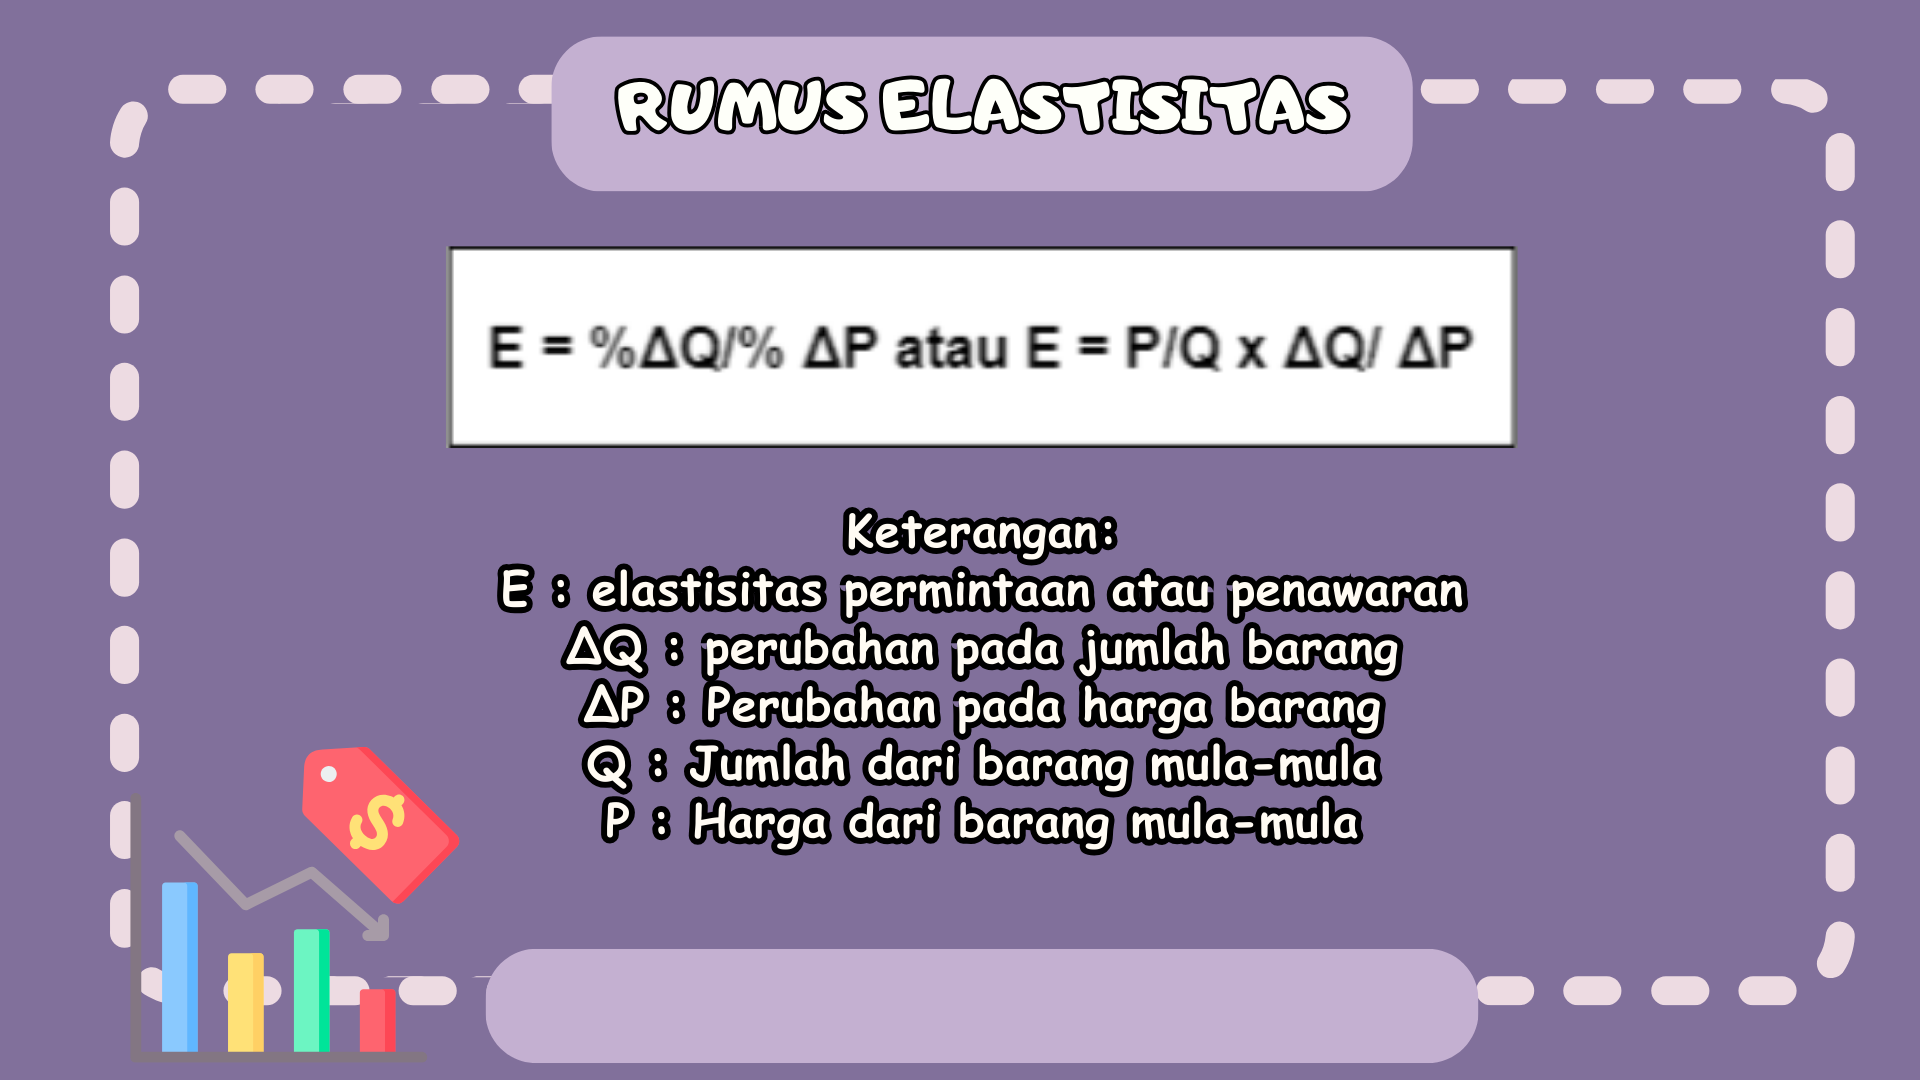 RUMUS ELASTISITAS
E = %ΔQ/% ΔP atau E = P/Q x ΔQ/ ΔP
Keterangan:
E : elastisitas permintaan atau penawaran
ΔQ : perubahan pada jumlah barang
ΔP : Perubahan pada harga barang
Q : Jumlah dari barang mula-mula
P : Harga dari barang mula-mula
$